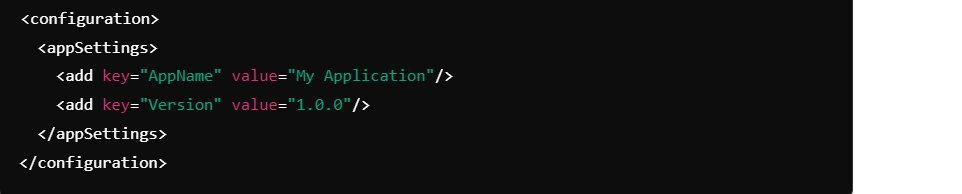 <configuration>
  <appSettings>
    <add key="AppName" value="My Application"/>
    <add key="Version" value="1.0.0"/>
  </appSettings>
</configuration>